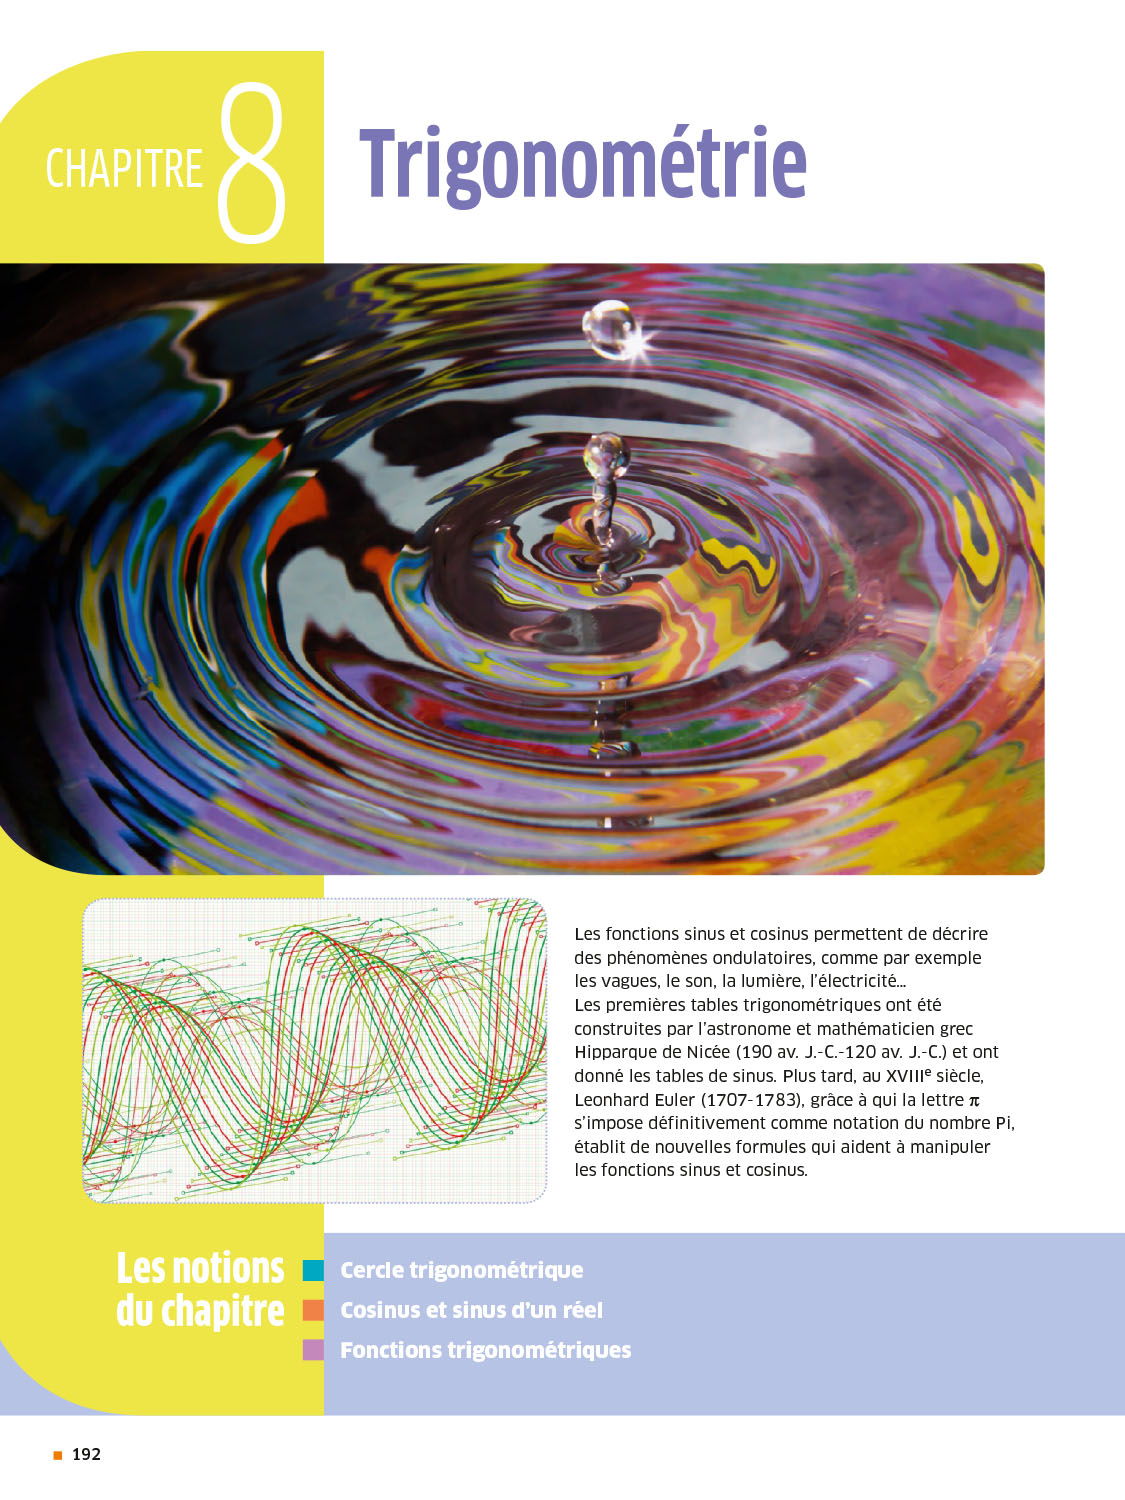 CHAPITRE 8
Trigonométrie
Les fonctions sinus et cosinus permettent de décrire
des phénomènes ondulatoires, comme par exemple
les vagues, le son, la lumière, l'électricité…
Les premières tables trigonométriques ont été
construites par l'astronome et mathématicien grec
Hipparque de Nicée (190 av. J.-C.-120 av. J.-C.) et ont
donné les tables de sinus. Plus tard, au XVIIIe siècle,
Leonhard Euler (1707-1783), grâce à qui la lettre π
s'impose définitivement comme notation du nombre Pi,
établit de nouvelles formules qui aident à manipuler
les fonctions sinus et cosinus.
Les notions
du chapitre
Cercle trigonométrique
Cosinus et sinus d'un réel
Fonctions trigonométriques
192